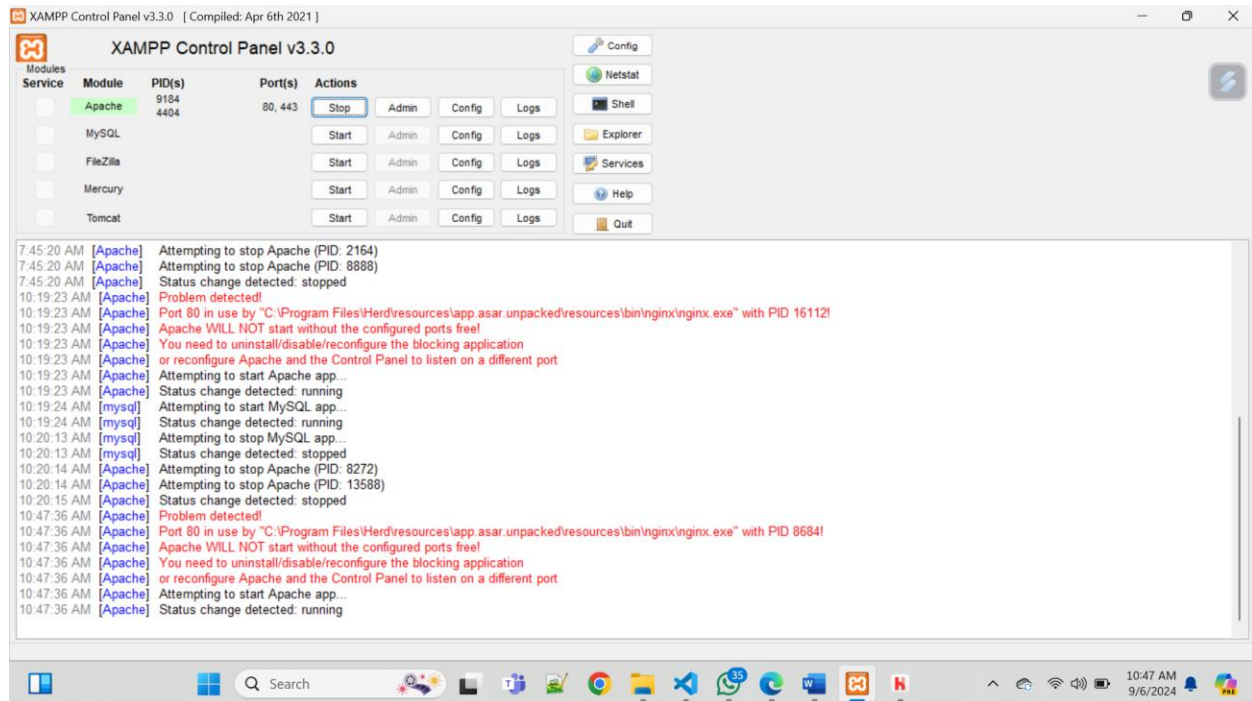 XAMPP Control Panel v3.3.0 [ Compiled: Apr 6th 2021 ]
XAMPP Control Panel v3.3.0
Config
Modules
Service Module PID(s) Port(s) Actions
Netstat
Apache 9184 4404 80, 443 Stop Admin Config Logs
Shell
MySQL Start Admin Config Logs
Explorer
FileZilla Start Admin Config Logs
Services
Mercury Start Admin Config Logs
Help
Tomcat Start Admin Config Logs
Quit
7:45:20 AM [Apache] Attempting to stop Apache (PID: 2164)
7:45:20 AM [Apache] Attempting to stop Apache (PID: 8888)
7:45:20 AM [Apache] Status change detected: stopped
10:19:23 AM [Apache] Problem detected!
10:19:23 AM [Apache] Port 80 in use by "C:\Program Files\Herd\resources\app.asar.unpacked\resources\bin\nginx\nginx.exe" with PID 16112!
10:19:23 AM [Apache] Apache WILL NOT start without the configured ports free!
10:19:23 AM [Apache] You need to uninstall/disable/reconfigure the blocking application
10:19:23 AM [Apache] or reconfigure Apache and the Control Panel to listen on a different port
10:19:23 AM [Apache] Attempting to start Apache app...
10:19:23 AM [Apache] Status change detected: running
10:19:24 AM [mysql] Attempting to start MySQL app...
10:19:24 AM [mysql] Status change detected: running
10:20:13 AM [mysql] Attempting to stop MySQL app...
10:20:13 AM [mysql] Status change detected: stopped
10:20:14 AM [Apache] Attempting to stop Apache (PID: 8272)
10:20:14 AM [Apache] Attempting to stop Apache (PID: 13588)
10:20:15 AM [Apache] Status change detected: stopped
10:47:36 AM [Apache] Problem detected!
10:47:36 AM [Apache] Port 80 in use by "C:\Program Files\Herd\resources\app.asar.unpacked\resources\bin\nginx\nginx.exe" with PID 8684!
10:47:36 AM [Apache] Apache WILL NOT start without the configured ports free!
10:47:36 AM [Apache] You need to uninstall/disable/reconfigure the blocking application
10:47:36 AM [Apache] or reconfigure Apache and the Control Panel to listen on a different port
10:47:36 AM [Apache] Attempting to start Apache app...
10:47:36 AM [Apache] Status change detected: running
Search
35
10:47 AM
9/6/2024
PRE